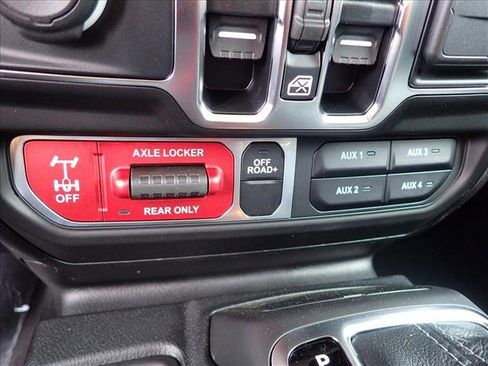 AXLE LOCKER
OFF
REAR ONLY
OFF
ROAD+
AUX 1
AUX 3
AUX 2
AUX 4
P